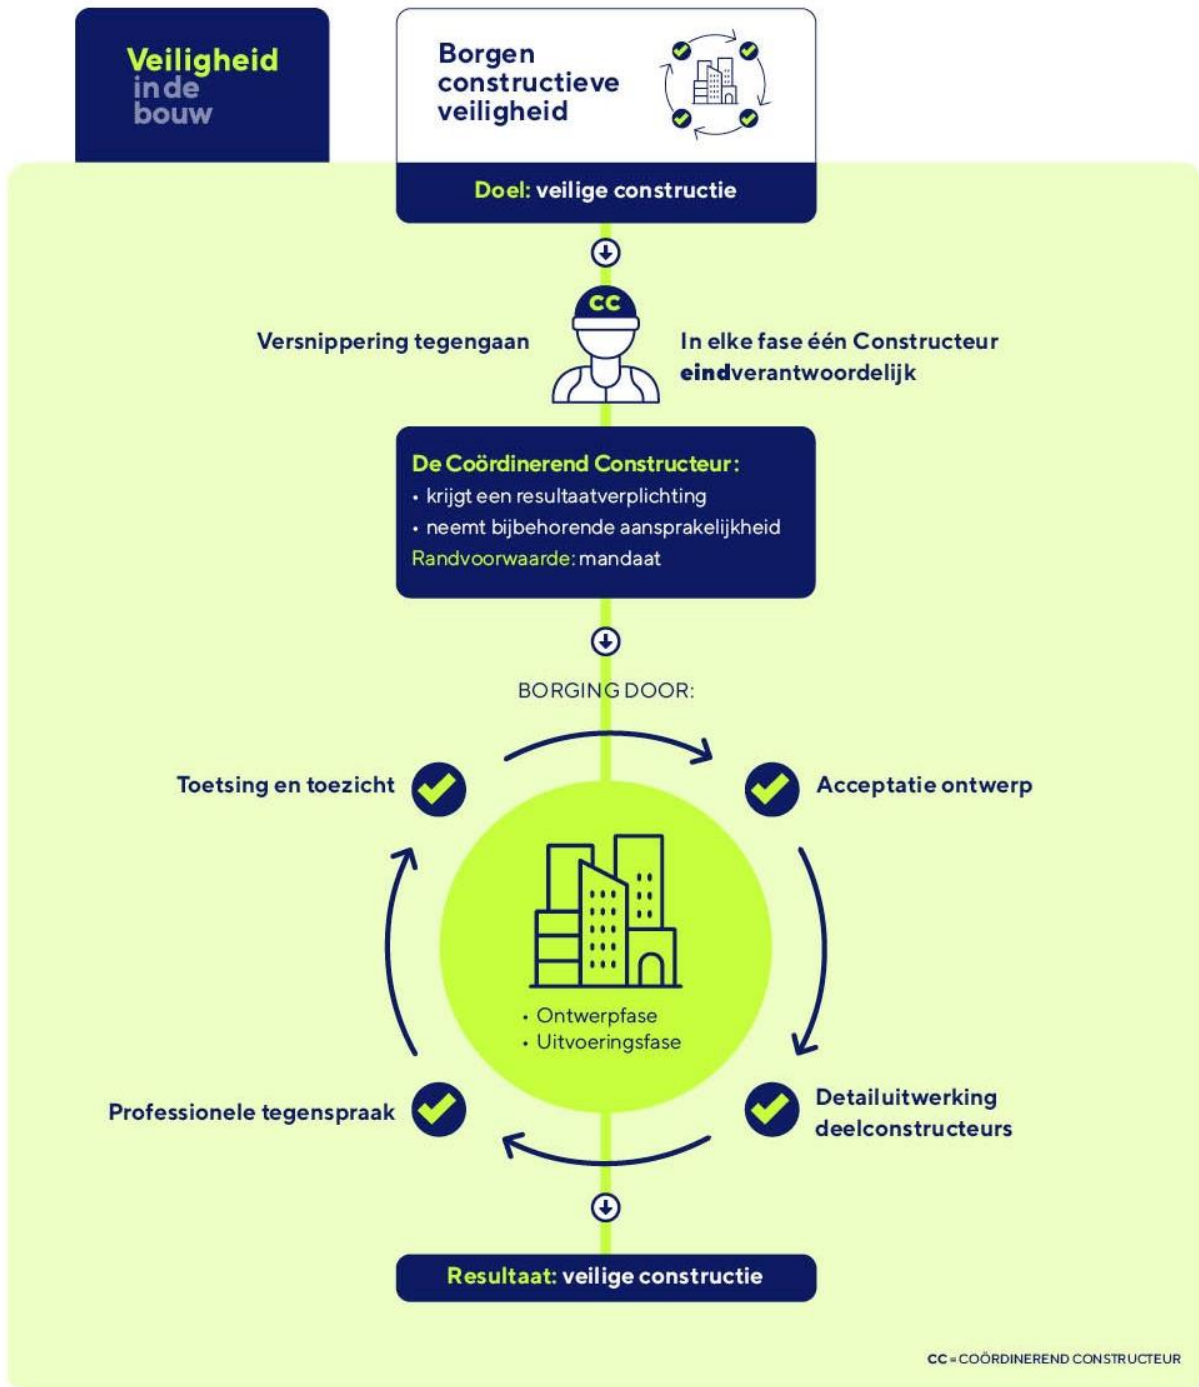 Veiligheid
in de
bouw
Borgen
constructieve
veiligheid
Doel: veilige constructie
CC
Versnippering tegengaan
In elke fase één Constructeur
eindverantwoordelijk
De Coördinerend Constructeur:
• krijgt een resultaatverplichting
• neemt bijbehorende aansprakelijkheid
Randvoorwaarde: mandaat
BORGING DOOR:
Toetsing en toezicht
Acceptatie ontwerp
• Ontwerpfase
• Uitvoeringsfase
Professionele tegenspraak
Detailuitwerking
deelconstructeurs
Resultaat: veilige constructie
CC = COÖRDINEREND CONSTRUCTEUR